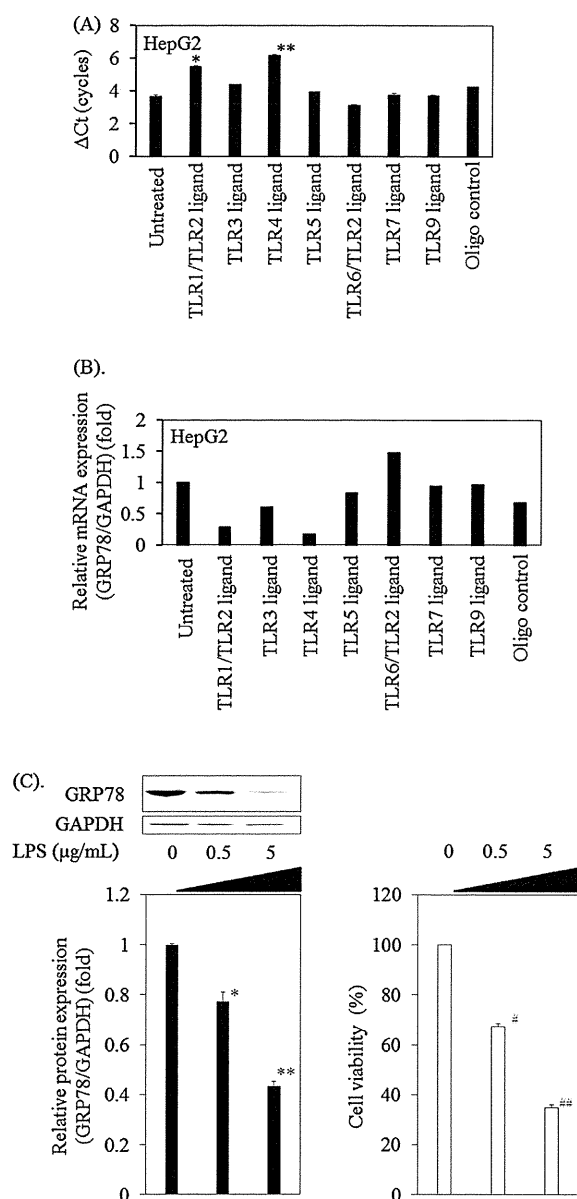 (A)
HepG2
*
**
ΔCt (cycles)
8
6
4
2
0
Untreated
TLR1/TLR2 ligand
TLR3 ligand
TLR4 ligand
TLR5 ligand
TLR6/TLR2 ligand
TLR7 ligand
TLR9 ligand
Oligo control
(B).
HepG2
Relative mRNA expression
(GRP78/GAPDH) (fold)
2
1.5
1
0.5
0
Untreated
TLR1/TLR2 ligand
TLR3 ligand
TLR4 ligand
TLR5 ligand
TLR6/TLR2 ligand
TLR7 ligand
TLR9 ligand
Oligo control
(C).
GRP78
GAPDH
LPS (μg/mL) 0 0.5 5
Relative protein expression
(GRP78/GAPDH) (fold)
1.2
1
0.8
0.6
0.4
0.2
0
*
**
0 0.5 5
Cell viability (%)
120
100
80
60
40
20
0
#
##